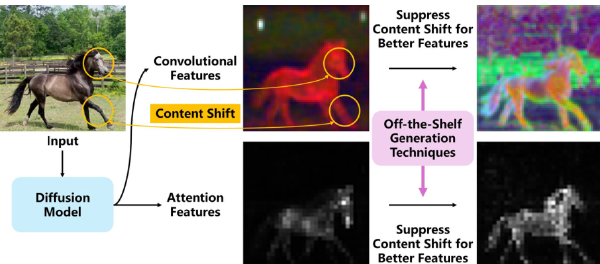 Convolutional
Features
Content Shift
Input
Diffusion
Model
Attention
Features
Suppress
Content Shift for
Better Features
Off-the-Shelf
Generation
Techniques
Suppress
Content Shift for
Better Features